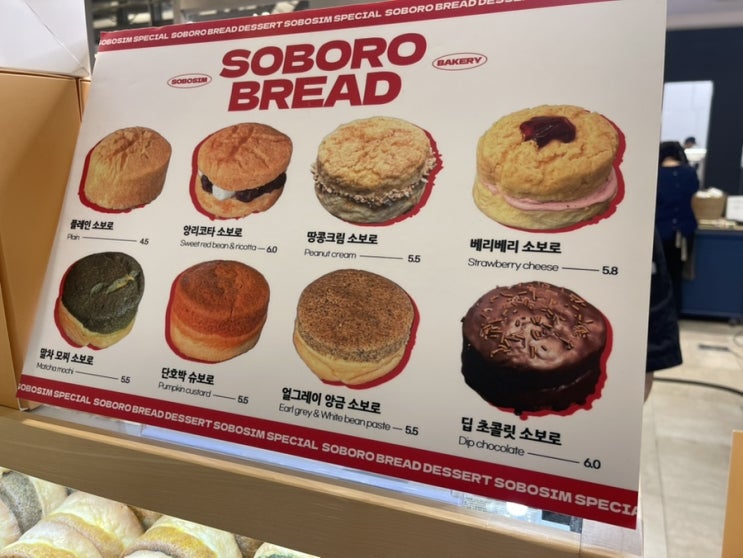 SOBOSIM SPECIAL SOBORO BREAD DESSERT SOBOSIM SPECIAL SOBORO BREAD DESSERT SOBOSIM SPECIAL
SOBOSIM
SOBORO
BREAD
BAKERY
플레인 소보로
Plain 4.5
앙리코타 소보로
Sweet red bean & ricotta 6.0
땅콩크림 소보로
Peanut cream 5.5
베리베리 소보로
Strawberry cheese 5.8
말차 모찌 소보로
Matcha mochi 5.5
단호박 슈보로
Pumpkin custard 5.5
얼그레이 앙금 소보로
Earl grey & White bean paste 5.5
딥 초콜릿 소보로
Dip chocolate 6.0
SOBOSIM SPECIAL SOBORO BREAD DESSERT SOBOSIM SPECIAL SOBORO BREAD DESSERT SOBOSIM SPECIA